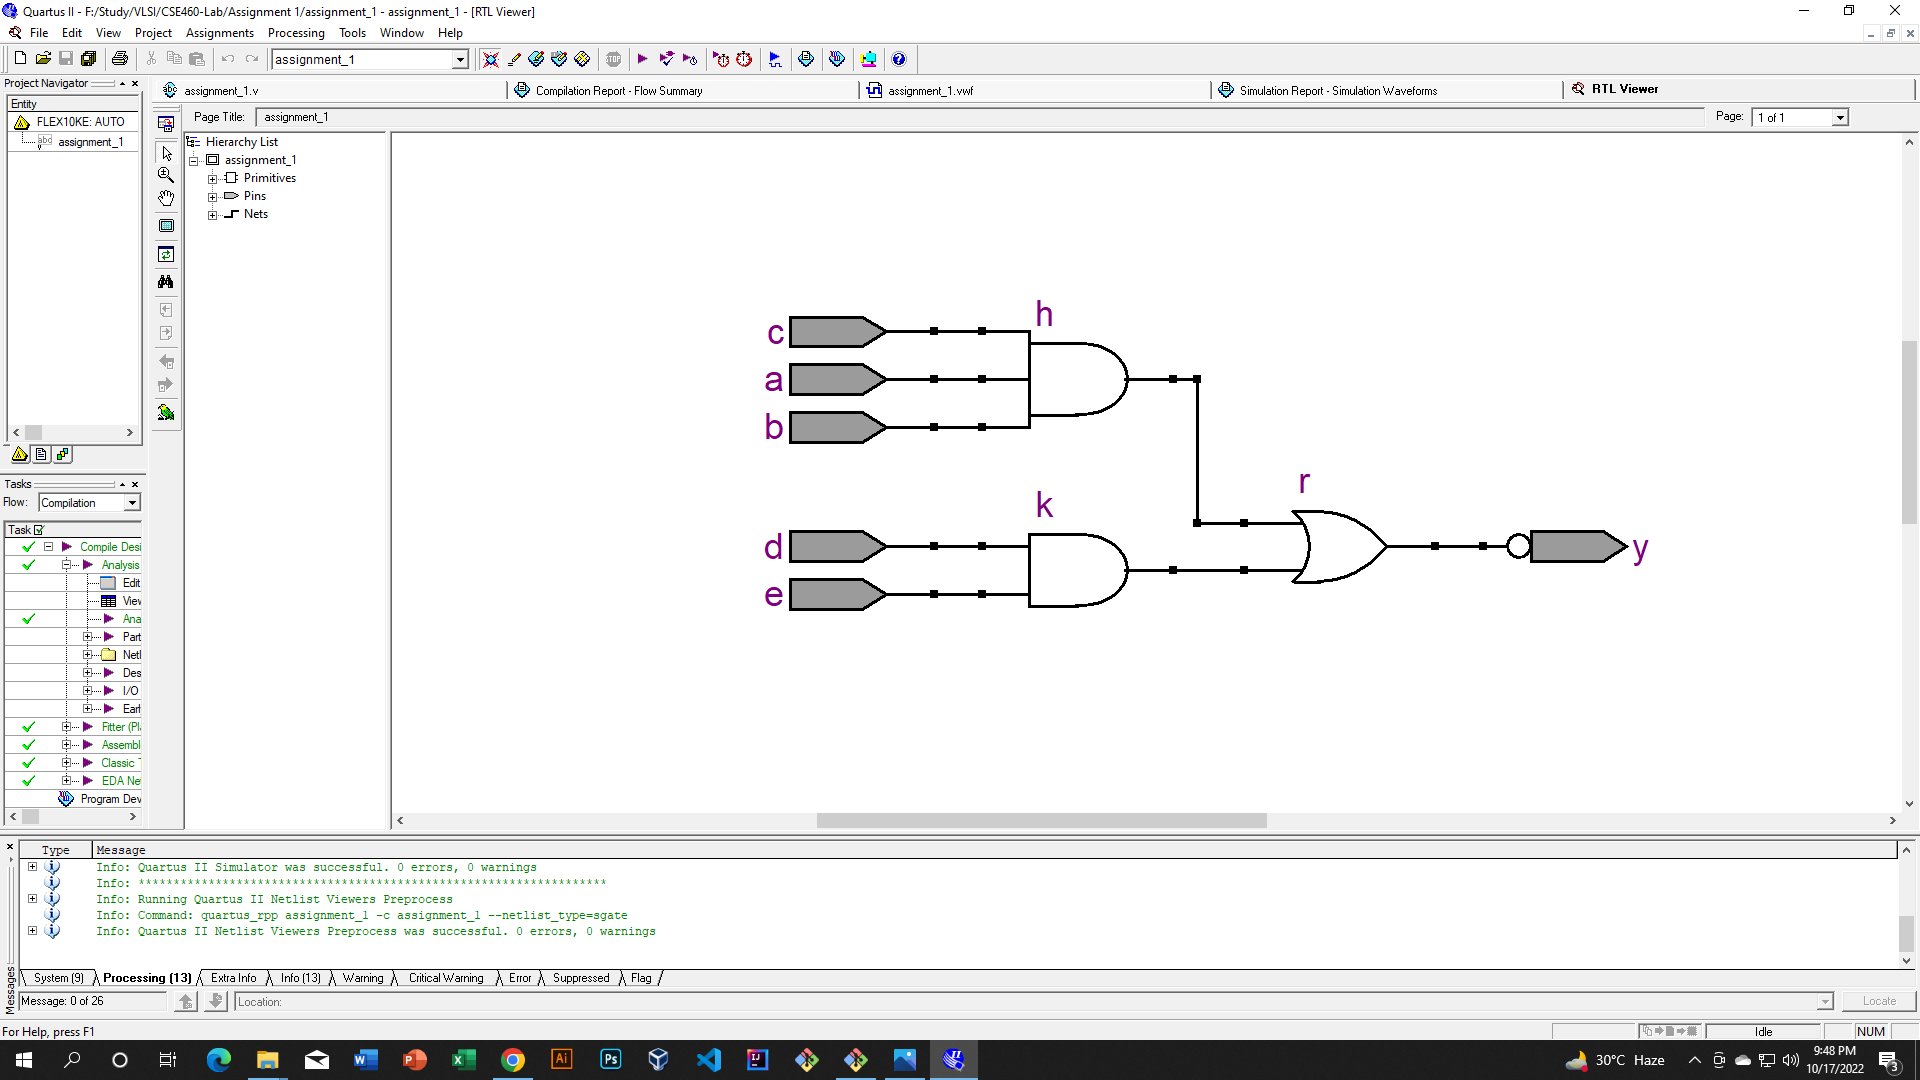 Quartus II - F:/Study/VLSI/CSE460-Lab/Assignment 1/assignment_1 - assignment_1 - [RTL Viewer]
File Edit View Project Assignments Processing Tools Window Help
assignment_1
Project Navigator
Entity
FLEX10KE: AUTO
assignment_1
assignment_1.v
Compilation Report - Flow Summary
assignment_1.vwf
Simulation Report - Simulation Waveforms
RTL Viewer
Page Title: assignment_1
Page: 1 of 1
Hierarchy List
assignment_1
Primitives
Pins
Nets
h
c
a
b
k
d
e
r
y
Tasks
Flow: Compilation
Task
Compile Desi
Analysis
Edit
View
Ana
Part
Netl
Des
I/O
Earl
Fitter (Pl
Assembl
Classic T
EDA Net
Program Dev
Type Message
Info: Quartus II Simulator was successful. 0 errors, 0 warnings
Info: *******************************************************************
Info: Running Quartus II Netlist Viewers Preprocess
Info: Command: quartus_rpp assignment_1 -c assignment_1 --netlist_type=sgate
Info: Quartus II Netlist Viewers Preprocess was successful. 0 errors, 0 warnings
System (9) Processing (13) Extra Info Info (13) Warning Critical Warning Error Suppressed Flag
Messages
Message: 0 of 26
Location:
Locate
For Help, press F1
Idle
NUM
30°C Haze
9:48 PM
10/17/2022
3